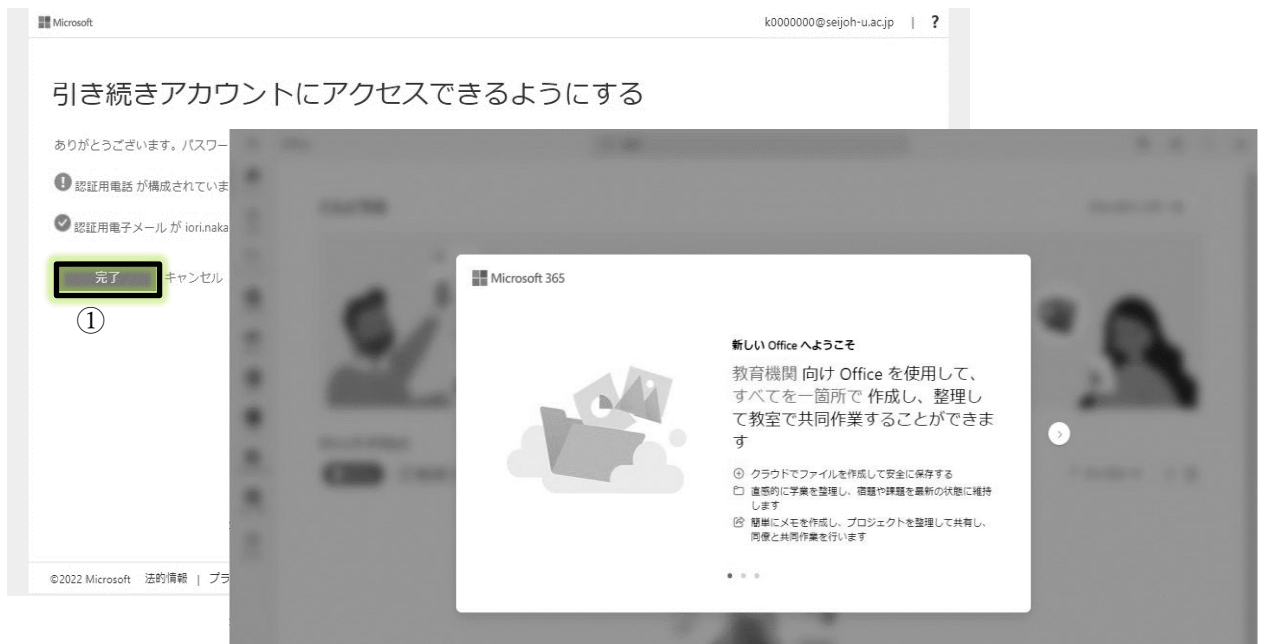 Microsoft
k0000000@seijoh-u.ac.jp | ?
引き続きアカウントにアクセスできるようにする
ありがとうございます。パスワー
認証用電話 が構成されていま
認証用電子メール が iori.naka
完了 キャンセル
①
©2022 Microsoft 法的情報 | プラ
Microsoft 365
新しい Office へようこそ
教育機関 向け Office を使用して、
すべてを一箇所で 作成し、整理し
て教室で共同作業することができま
す
クラウドでファイルを作成して安全に保存する
直感的に学業を整理し、宿題や課題を最新の状態に維持
します
簡単にメモを作成し、プロジェクトを整理して共有し、
同僚と共同作業を行います